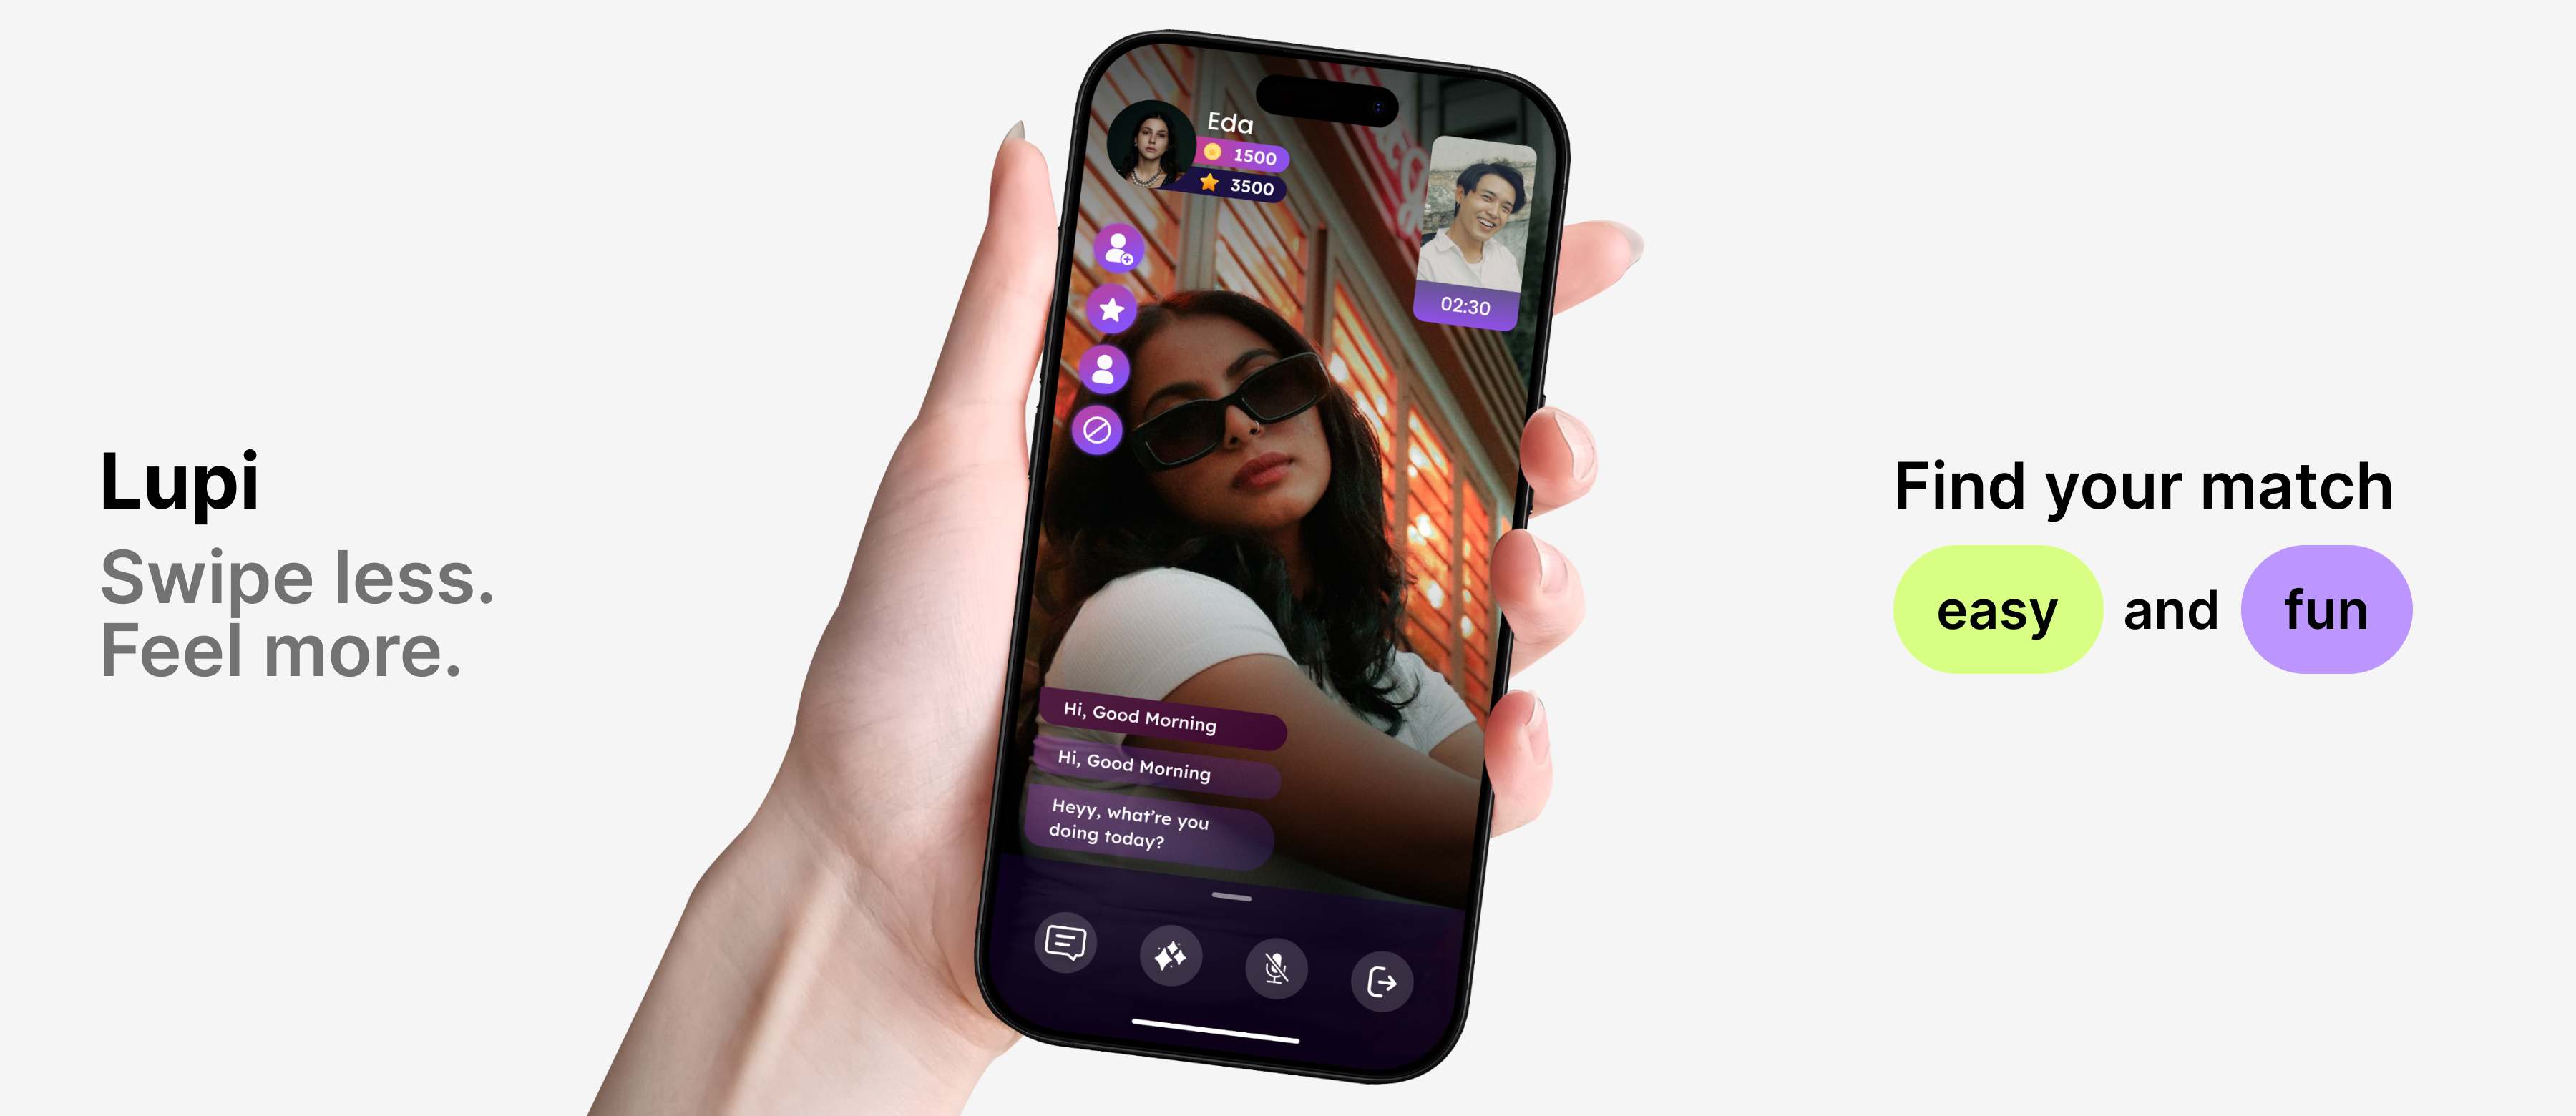 Lupi
Swipe less.
Feel more.
Eda
1500
3500
02:30
Hi, Good Morning
Hi, Good Morning
Heyy, what're you
doing today?
Find your match
easy and fun